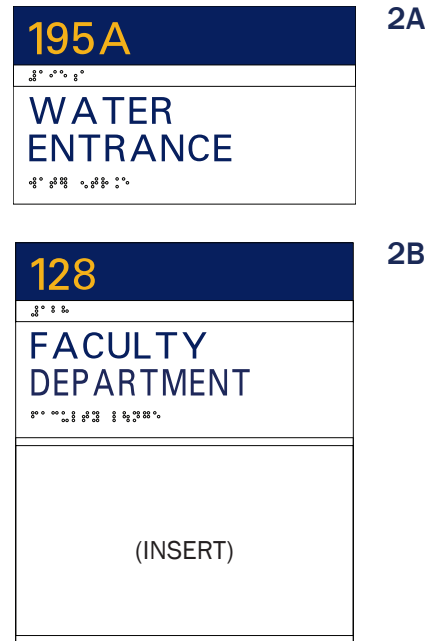 195A
2A
WATER
ENTRANCE
128
2B
FACULTY
DEPARTMENT
(INSERT)